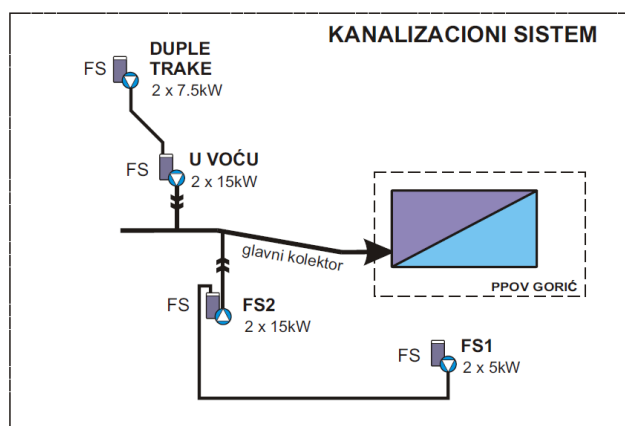 KANALIZACIONI SISTEM
DUPLE
TRAKE
FS
2 x 7.5kW
U VOĆU
FS
2 x 15kW
glavni kolektor
PPOV GORIĆ
FS
FS2
2 x 15kW
FS
FS1
2 x 5kW